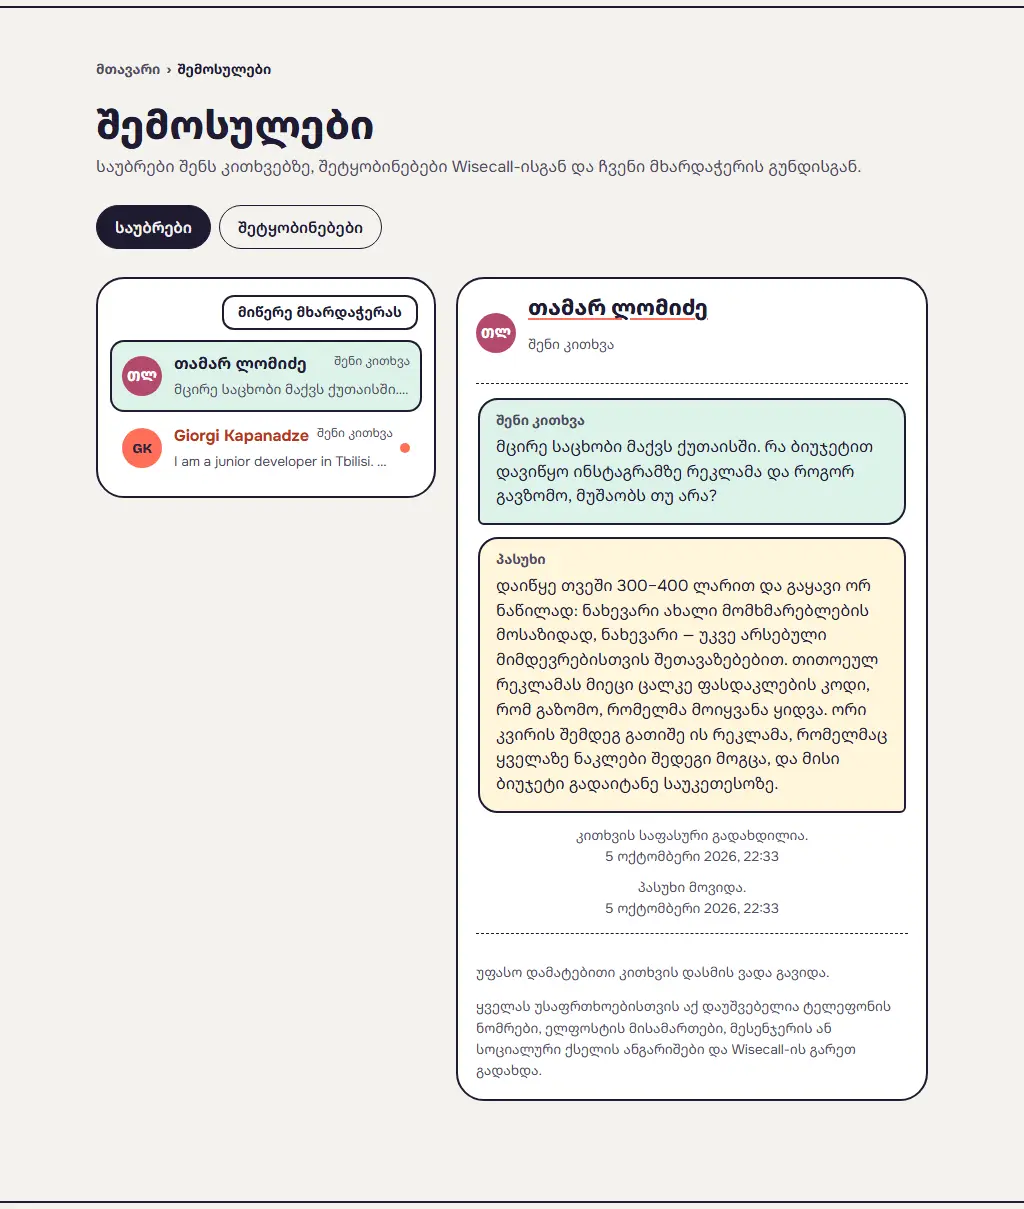 მთავარი › შემოსულები
შემოსულები
საუბრები შენს კითხვებზე, შეტყობინებები Wisecall-ისგან და ჩვენი მხარდაჭერის გუნდისგან.
საუბრები
შეტყობინებები
მიწერე მხარდაჭერას
თლ
თამარ ლომიძე
შენი კითხვა
მცირე საცხობი მაქვს ქუთაისში....
GK
Giorgi Kapanadze
შენი კითხვა
I am a junior developer in Tbilisi. ...
თლ
თამარ ლომიძე
შენი კითხვა
შენი კითხვა
მცირე საცხობი მაქვს ქუთაისში. რა ბიუჯეტით
დავიწყო ინსტაგრამზე რეკლამა და როგორ
გავზომო, მუშაობს თუ არა?
პასუხი
დაიწყე თვეში 300–400 ლარით და გაყავი ორ
ნაწილად: ნახევარი ახალი მომხმარებლების
მოსაზიდად, ნახევარი — უკვე არსებული
მიმდევრებისთვის შეთავაზებებით. თითოეულ
რეკლამას მიეცი ცალკე ფასდაკლების კოდი,
რომ გაზომო, რომელმა მოიყვანა ყიდვა. ორი
კვირის შემდეგ გათიშე ის რეკლამა, რომელმაც
ყველაზე ნაკლები შედეგი მოგცა, და მისი
ბიუჯეტი გადაიტანე საუკეთესოზე.
კითხვის საფასური გადახდილია.
5 ოქტომბერი 2026, 22:33
პასუხი მოვიდა.
5 ოქტომბერი 2026, 22:33
უფასო დამატებითი კითხვის დასმის ვადა გავიდა.
ყველას უსაფრთხოებისთვის აქ დაუშვებელია ტელეფონის
ნომრები, ელფოსტის მისამართები, მესენჯერის ან
სოციალური ქსელის ანგარიშები და Wisecall-ის გარეთ
გადახდა.